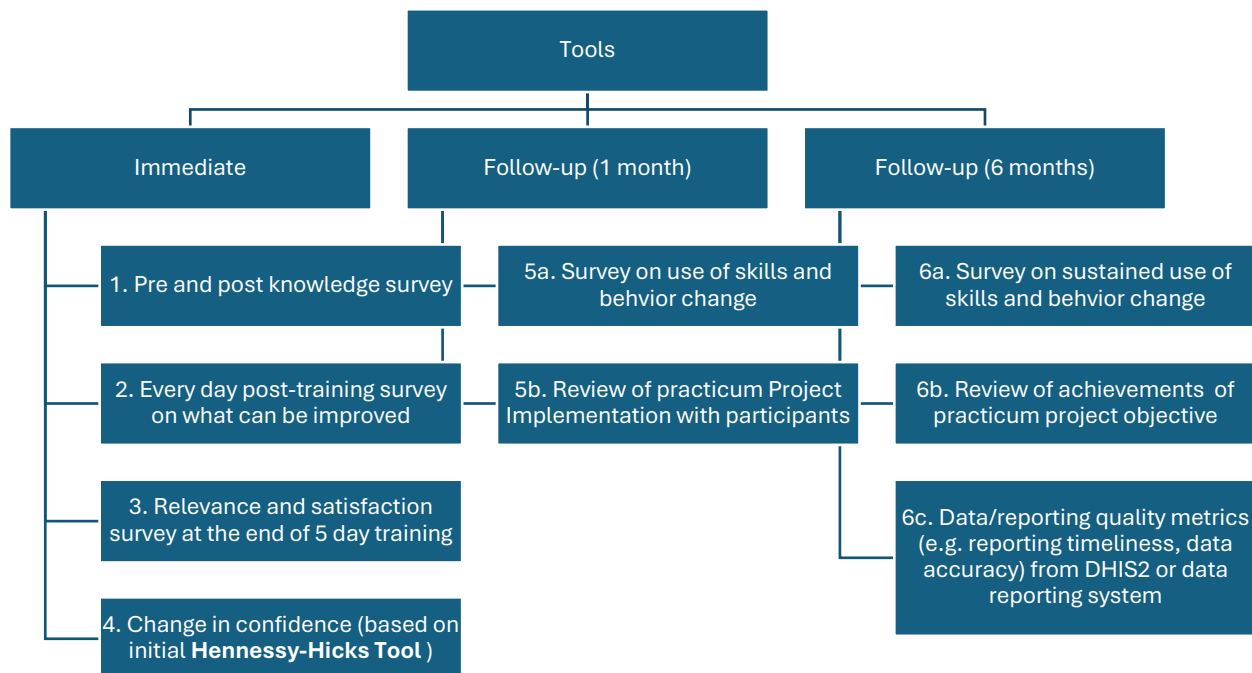 Tools
Immediate
Follow-up (1 month)
Follow-up (6 months)
1. Pre and post knowledge survey
2. Every day post-training survey
on what can be improved
3. Relevance and satisfaction
survey at the end of 5 day training
4. Change in confidence (based on
initial Hennessy-Hicks Tool )
5a. Survey on use of skills and
behvior change
5b. Review of practicum Project
Implementation with participants
6a. Survey on sustained use of
skills and behvior change
6b. Review of achievements of
practicum project objective
6c. Data/reporting quality metrics
(e.g. reporting timeliness, data
accuracy) from DHIS2 or data
reporting system